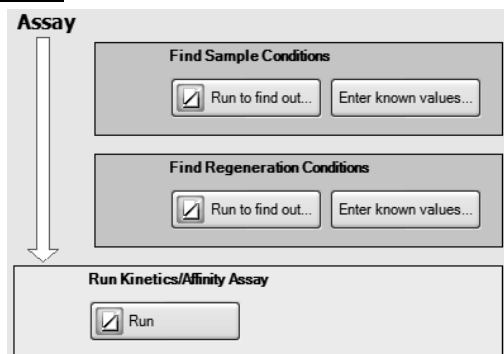 Assay
Find Sample Conditions
Run to find out... Enter known values...
Find Regeneration Conditions
Run to find out... Enter known values...
Run Kinetics/Affinity Assay
Run